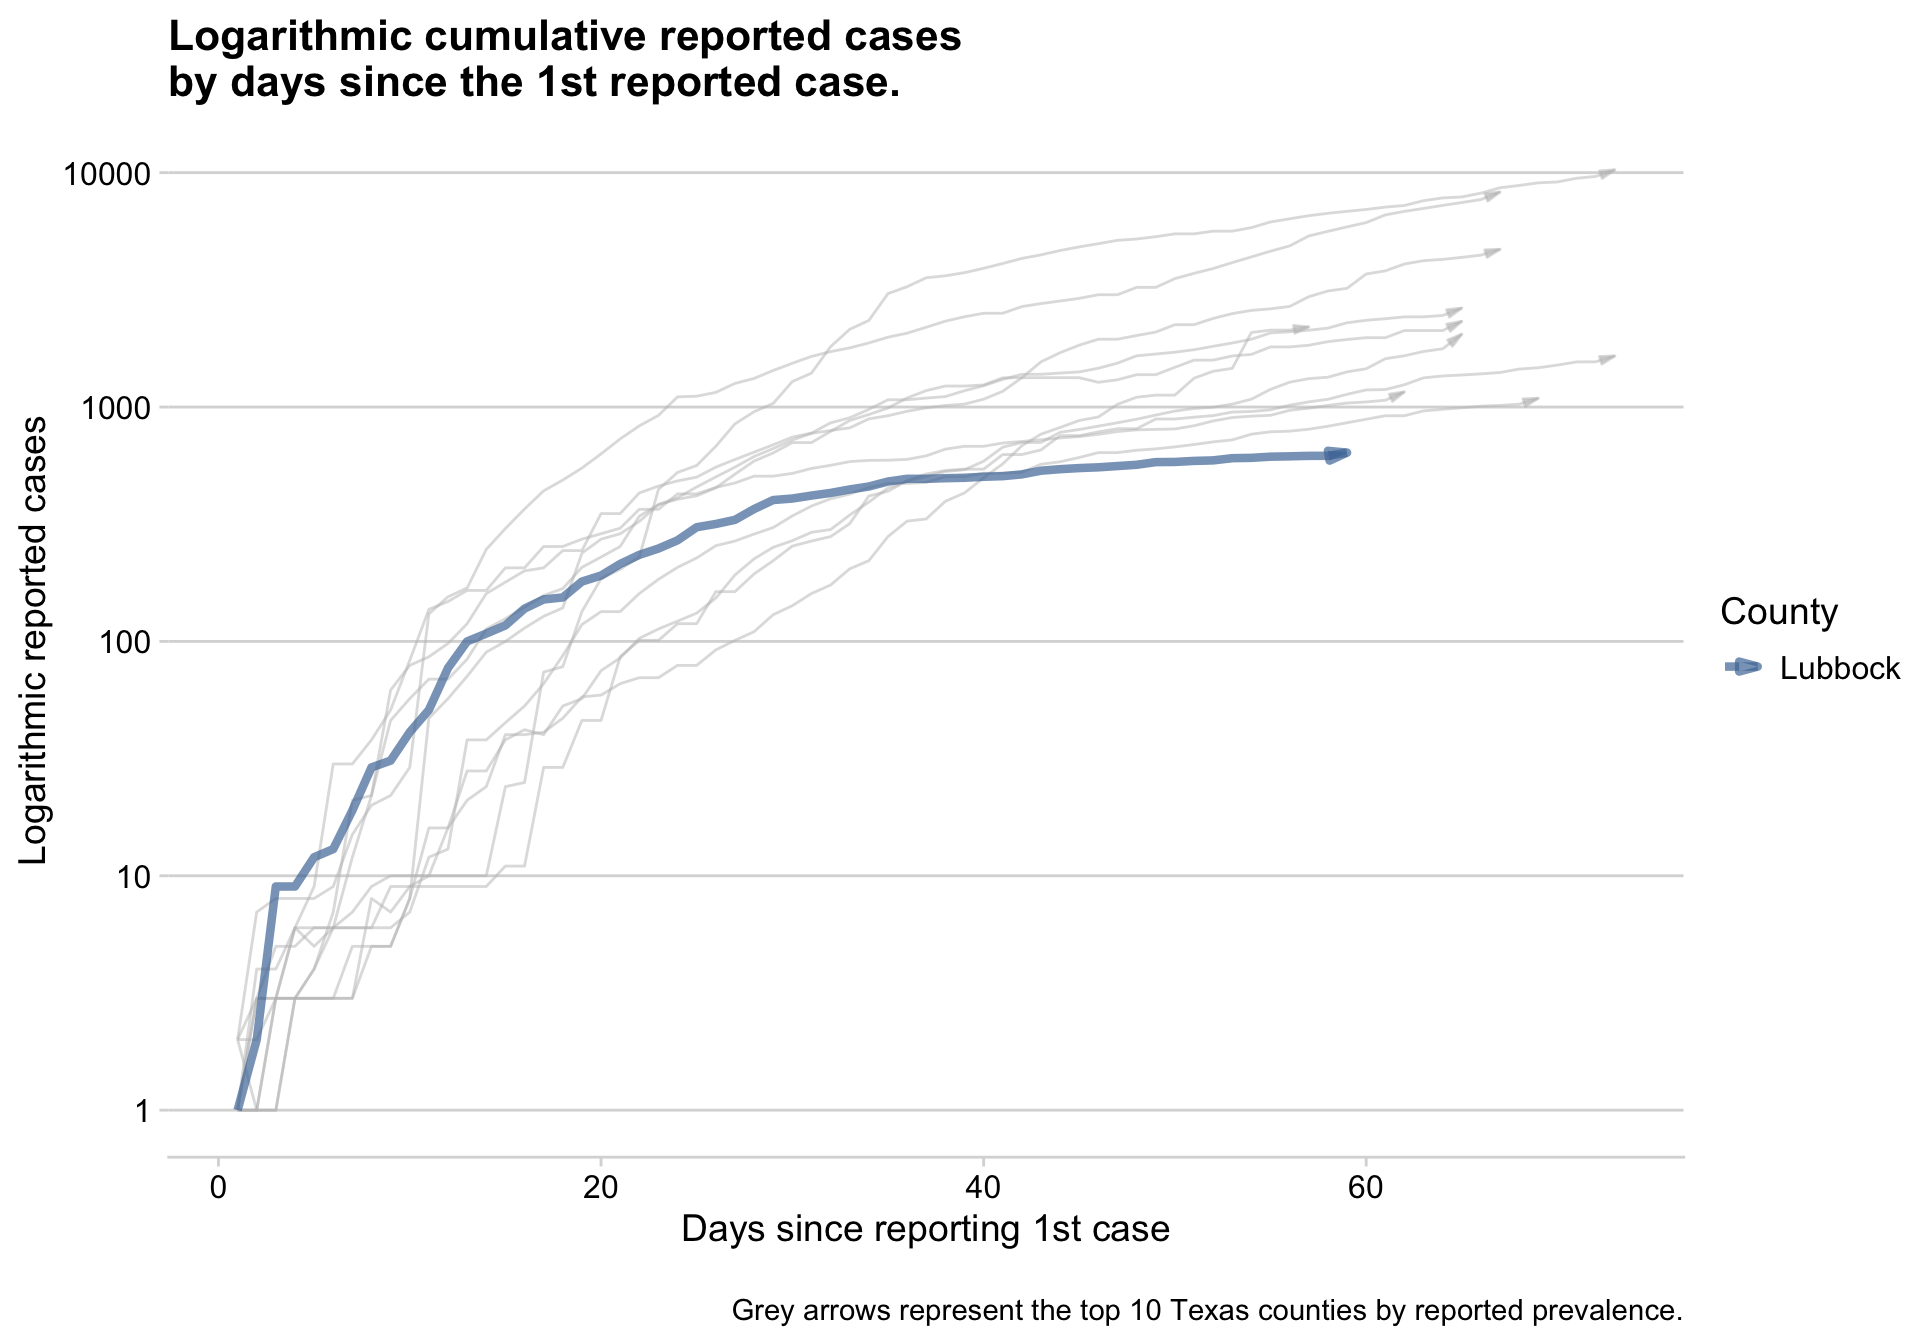 Logarithmic cumulative reported cases
by days since the 1st reported case.
Logarithmic reported cases
10000
1000
100
10
1
0
20
40
60
Days since reporting 1st case
County
Lubbock
Grey arrows represent the top 10 Texas counties by reported prevalence.